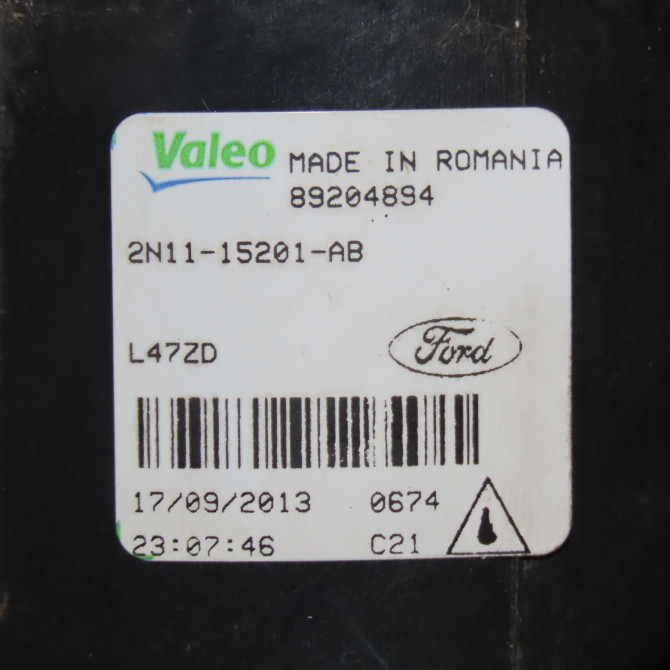 Valeo MADE IN ROMANIA
89204894
2N11-15201-AB
L47ZD Ford
17/09/2013 0674
23:07:46 C21